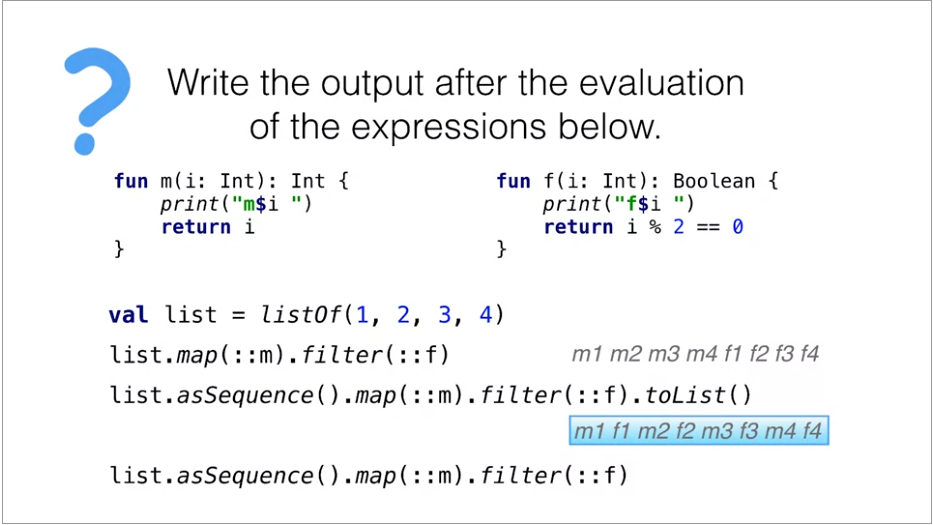 ?
Write the output after the evaluation
of the expressions below.
fun m(i: Int): Int {
    print("m$i ")
    return i
}
fun f(i: Int): Boolean {
    print("f$i ")
    return i % 2 == 0
}
val list = listOf(1, 2, 3, 4)
list.map(::m).filter(::f)
m1 m2 m3 m4 f1 f2 f3 f4
list.asSequence().map(::m).filter(::f).toList()
m1 f1 m2 f2 m3 f3 m4 f4
list.asSequence().map(::m).filter(::f)